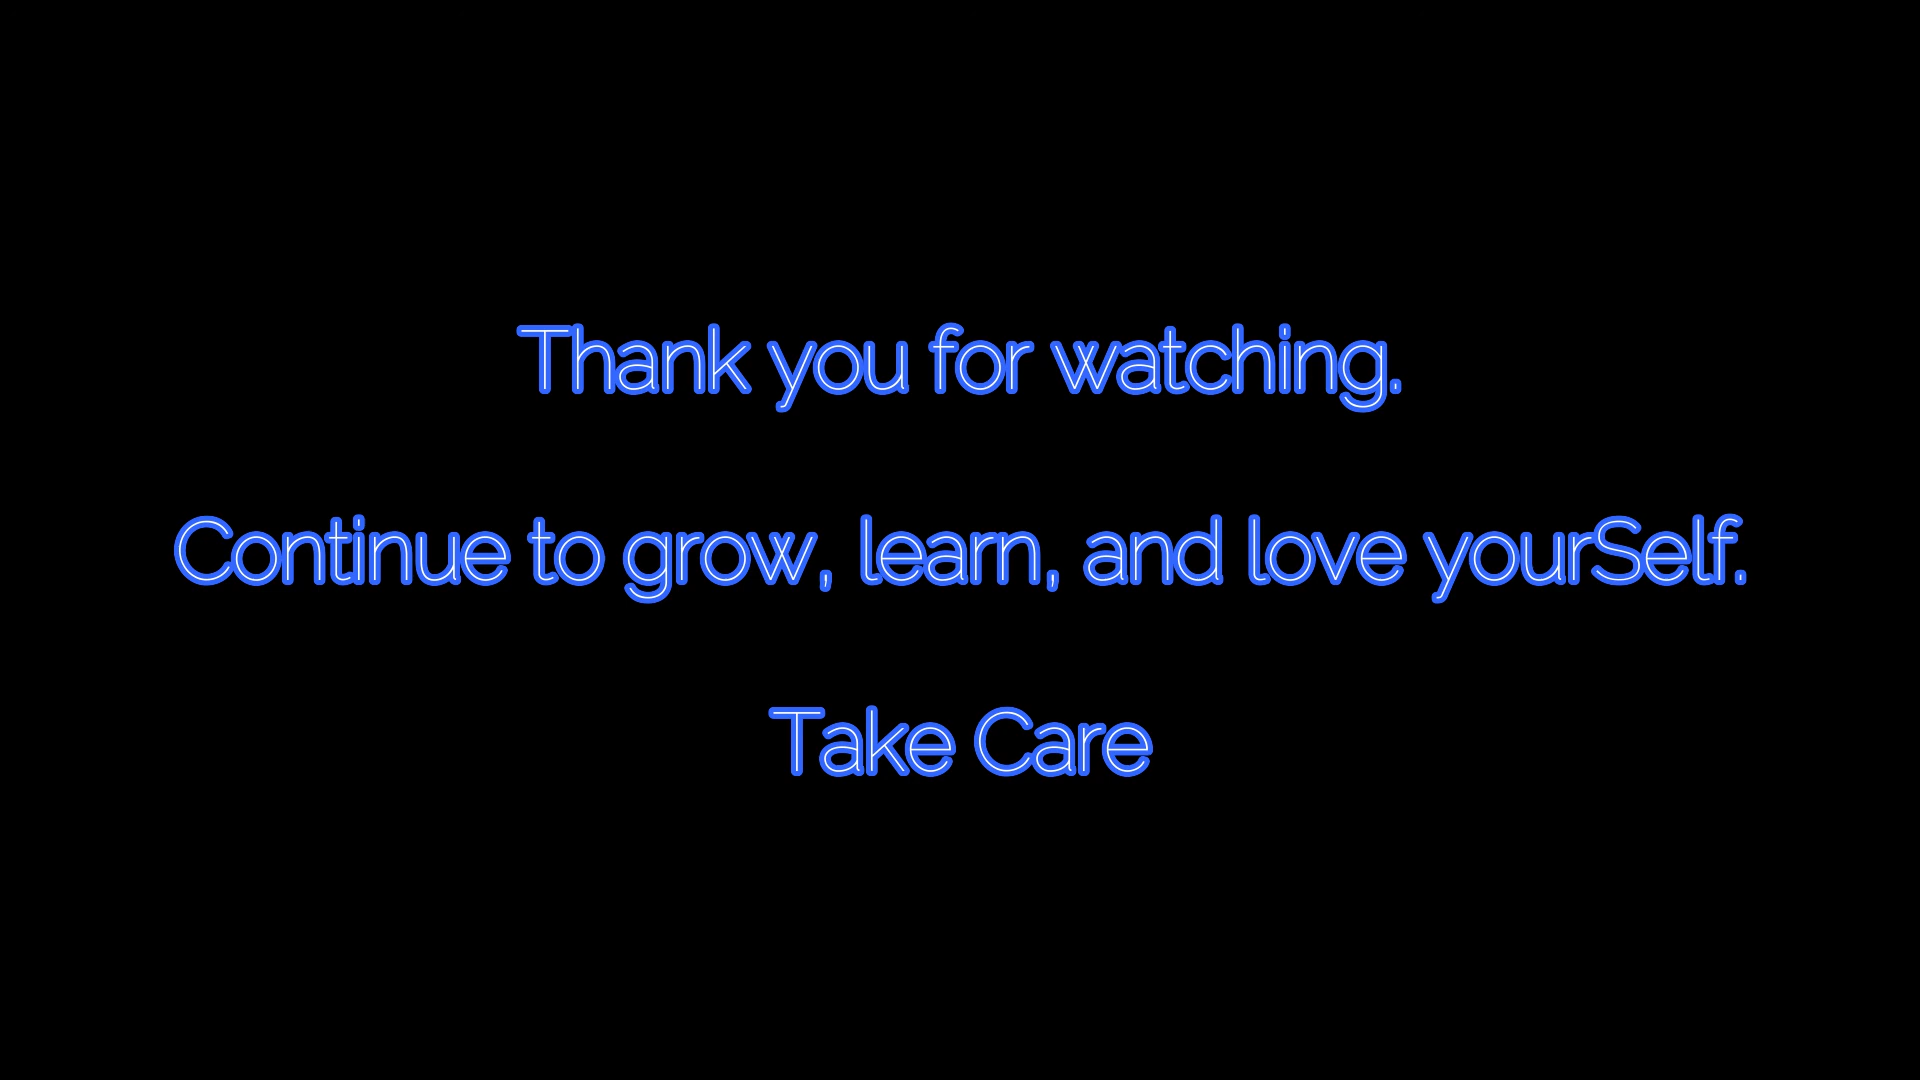 Thank you for watching.
Continue to grow, learn, and love yourSelf.
Take Care